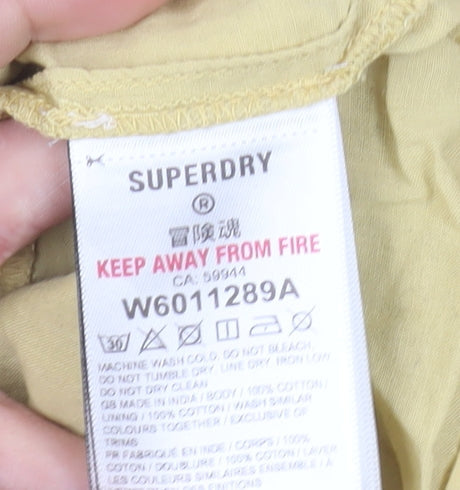 SUPERDRY
®
冒険魂
KEEP AWAY FROM FIRE
CA: 59944
W6011289A
30
MACHINE WASH COLD, DO NOT BLEACH,
DO NOT TUMBLE DRY, LINE DRY, IRON LOW
DO NOT DRY CLEAN
GB MADE IN INDIA / BODY / 100% COTTON /
LINING / 100% COTTON / WASH SIMILAR
COLOURS TOGETHER / EXCLUSIVE OF
TRIMS
FR FABRIQUÉ EN INDE / CORPS / 100%
COTON / DOUBLURE / 100% COTON / LAVER
LES COULEURS SIMILAIRES ENSEMBLE / À
DES FINITIONS